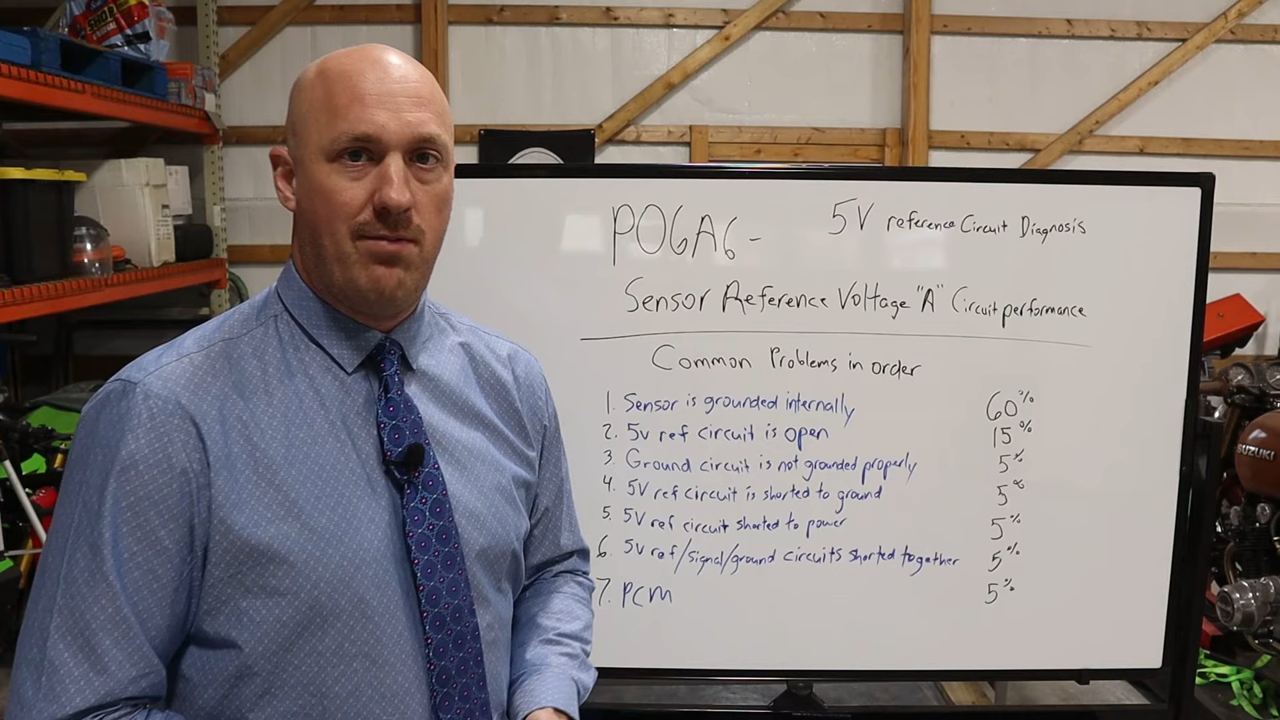 P06A6 - 5V reference Circuit Diagnosis
Sensor Reference Voltage "A" Circuit performance
Common Problems in order
1. Sensor is grounded internally 60%
2. 5v ref circuit is open 15%
3. Ground circuit is not grounded properly 5%
4. 5V ref circuit is shorted to ground 5%
5. 5V ref circuit shorted to power 5%
6. 5V ref/signal/ground circuits shorted together 5%
7. PCM 5%
SUZUKI